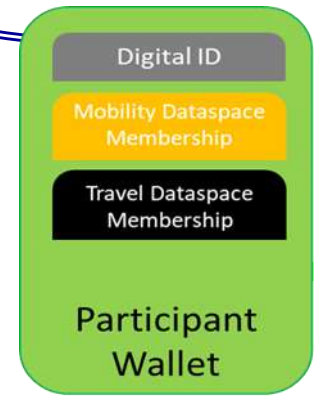 Digital ID
Mobility Dataspace
Membership
Travel Dataspace
Membership
Participant
Wallet